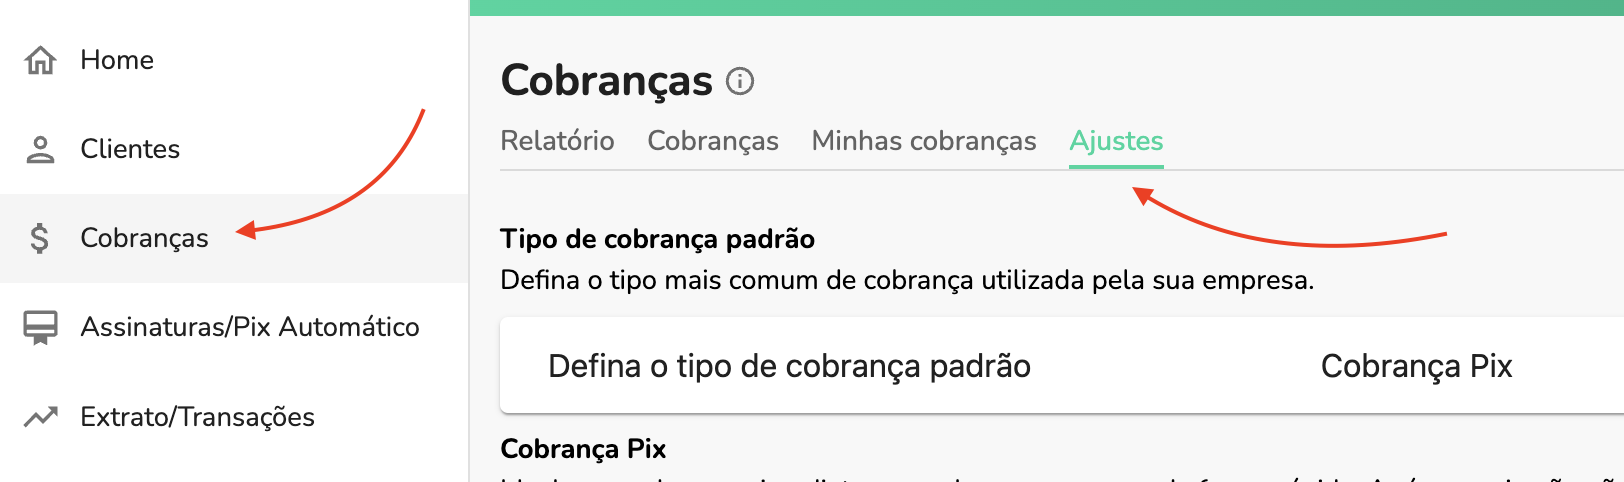 Home
Clientes
Cobranças
Assinaturas/Pix Automático
Extrato/Transações
Cobranças
Relatório Cobranças Minhas cobranças Ajustes
Tipo de cobrança padrão
Defina o tipo mais comum de cobrança utilizada pela sua empresa.
Defina o tipo de cobrança padrão Cobrança Pix
Cobrança Pix